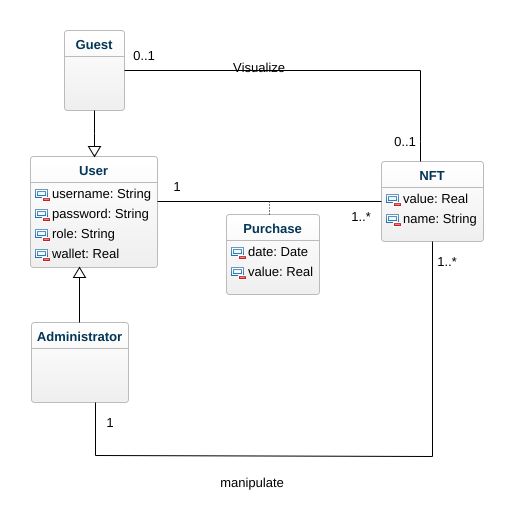 Guest
0..1
Visualize
0..1
User
username: String
password: String
role: String
wallet: Real
1
1..*
NFT
value: Real
name: String
Purchase
date: Date
value: Real
1..*
Administrator
1
manipulate